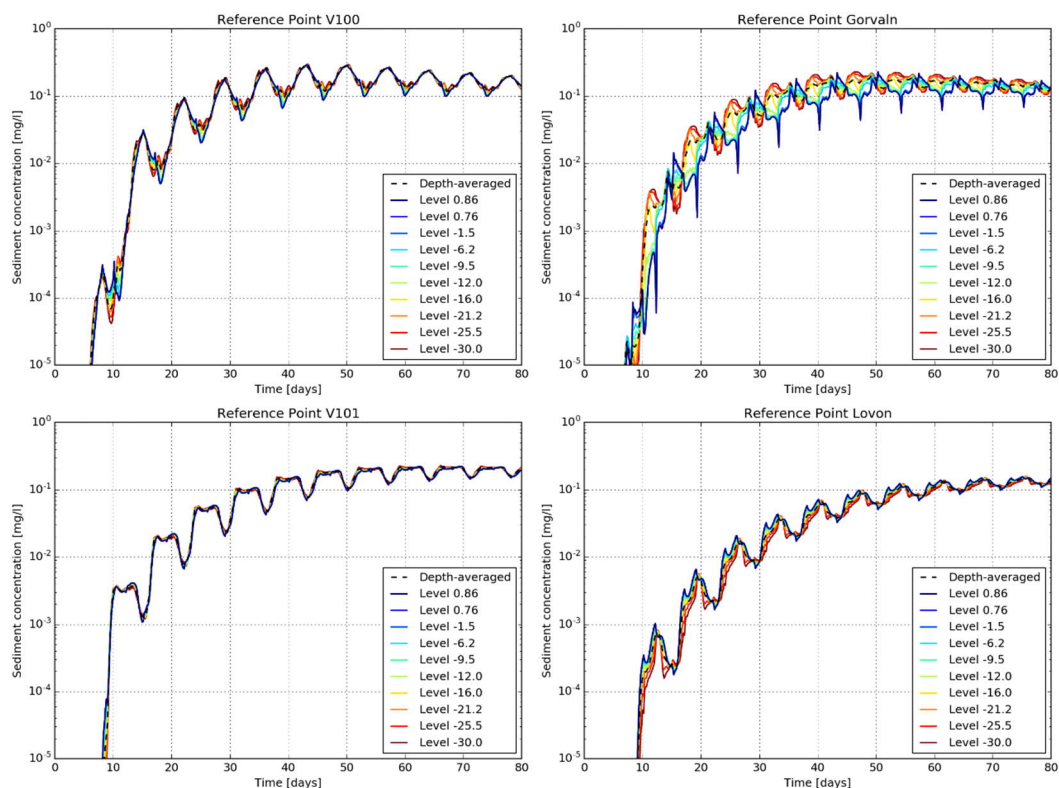 Reference Point V100
Sediment concentration [mg/l]
10^0
10^-1
10^-2
10^-3
10^-4
10^-5
Depth-averaged
Level 0.86
Level 0.76
Level -1.5
Level -6.2
Level -9.5
Level -12.0
Level -16.0
Level -21.2
Level -25.5
Level -30.0
0 10 20 30 40 50 60 70 80
Time [days]
Reference Point Gorvaln
Sediment concentration [mg/l]
10^0
10^-1
10^-2
10^-3
10^-4
10^-5
Depth-averaged
Level 0.86
Level 0.76
Level -1.5
Level -6.2
Level -9.5
Level -12.0
Level -16.0
Level -21.2
Level -25.5
Level -30.0
0 10 20 30 40 50 60 70 80
Time [days]
Reference Point V101
Sediment concentration [mg/l]
10^0
10^-1
10^-2
10^-3
10^-4
10^-5
Depth-averaged
Level 0.86
Level 0.76
Level -1.5
Level -6.2
Level -9.5
Level -12.0
Level -16.0
Level -21.2
Level -25.5
Level -30.0
0 10 20 30 40 50 60 70 80
Time [days]
Reference Point Lovon
Sediment concentration [mg/l]
10^0
10^-1
10^-2
10^-3
10^-4
10^-5
Depth-averaged
Level 0.86
Level 0.76
Level -1.5
Level -6.2
Level -9.5
Level -12.0
Level -16.0
Level -21.2
Level -25.5
Level -30.0
0 10 20 30 40 50 60 70 80
Time [days]